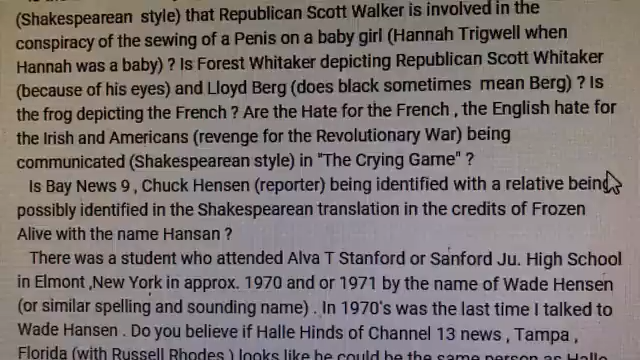 (Shakespearean style) that Republican Scott Walker is involved in the
conspiracy of the sewing of a Penis on a baby girl (Hannah Trigwell when
Hannah was a baby) ? Is Forest Whitaker depicting Republican Scott Whitaker
(because of his eyes) and Lloyd Berg (does black sometimes mean Berg) ? Is
the frog depicting the French ? Are the Hate for the French , the English hate for
the Irish and Americans (revenge for the Revolutionary War) being
communicated (Shakespearean style) in "The Crying Game" ?
Is Bay News 9 , Chuck Hensen (reporter) being identified with a relative being
possibly identified in the Shakespearean translation in the credits of Frozen
Alive with the name Hansan ?
There was a student who attended Alva T Stanford or Sanford Ju. High School
in Elmont ,New York in approx. 1970 and or 1971 by the name of Wade Hensen
(or similar spelling and sounding name) . In 1970's was the last time I talked to
Wade Hansen . Do you believe if Halle Hinds of Channel 13 news , Tampa ,
Florida (with Russell Rhodes ) looks like he could be the same person as Halle